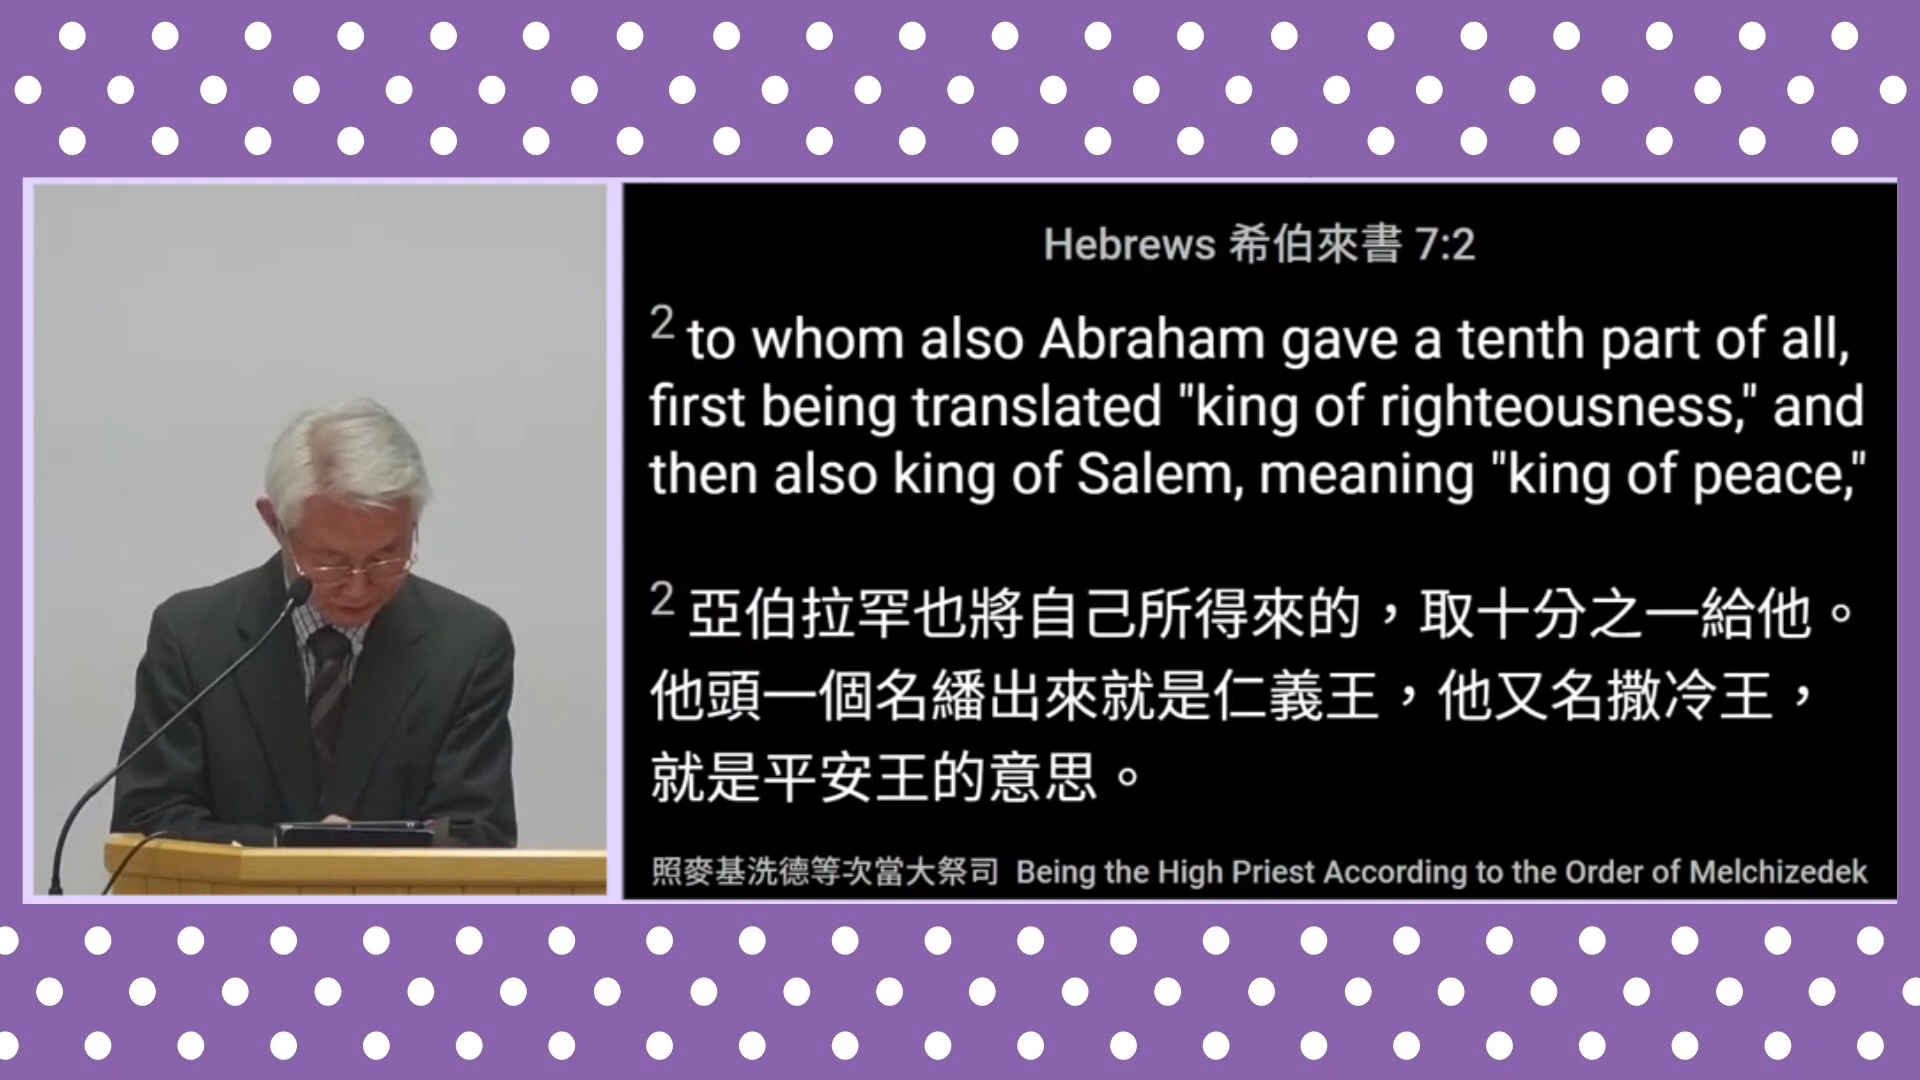 Hebrews 希伯來書 7:2
2 to whom also Abraham gave a tenth part of all,
first being translated "king of righteousness," and
then also king of Salem, meaning "king of peace,"
2 亞伯拉罕也將自己所得來的，取十分之一給他。
他頭一個名繙出來就是仁義王，他又名撒冷王，
就是平安王的意思。
照麥基洗德等次當大祭司 Being the High Priest According to the Order of Melchizedek